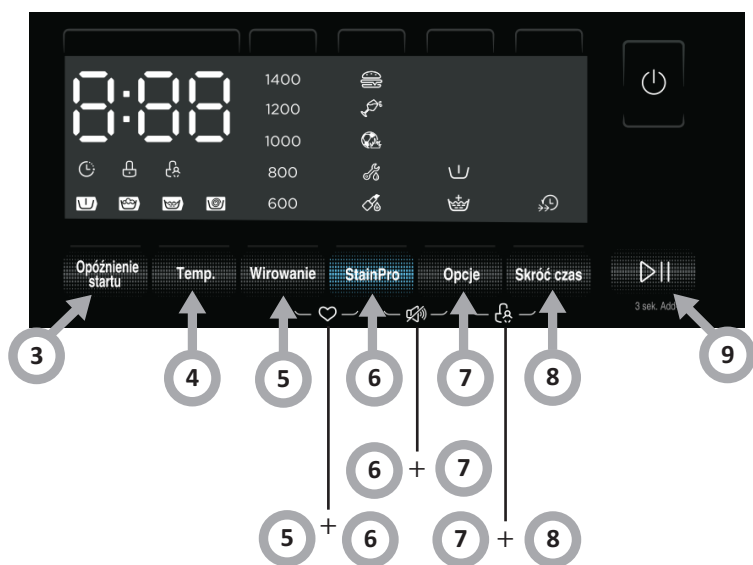 8:88
1400
1200
1000
800
600
Opóźnienie
startu
Temp.
Wirowanie
StainPro
Opcje
Skróć czas
3 sek. Add
3
4
5
6
7
8
9
6 + 7
5 + 6
7 + 8